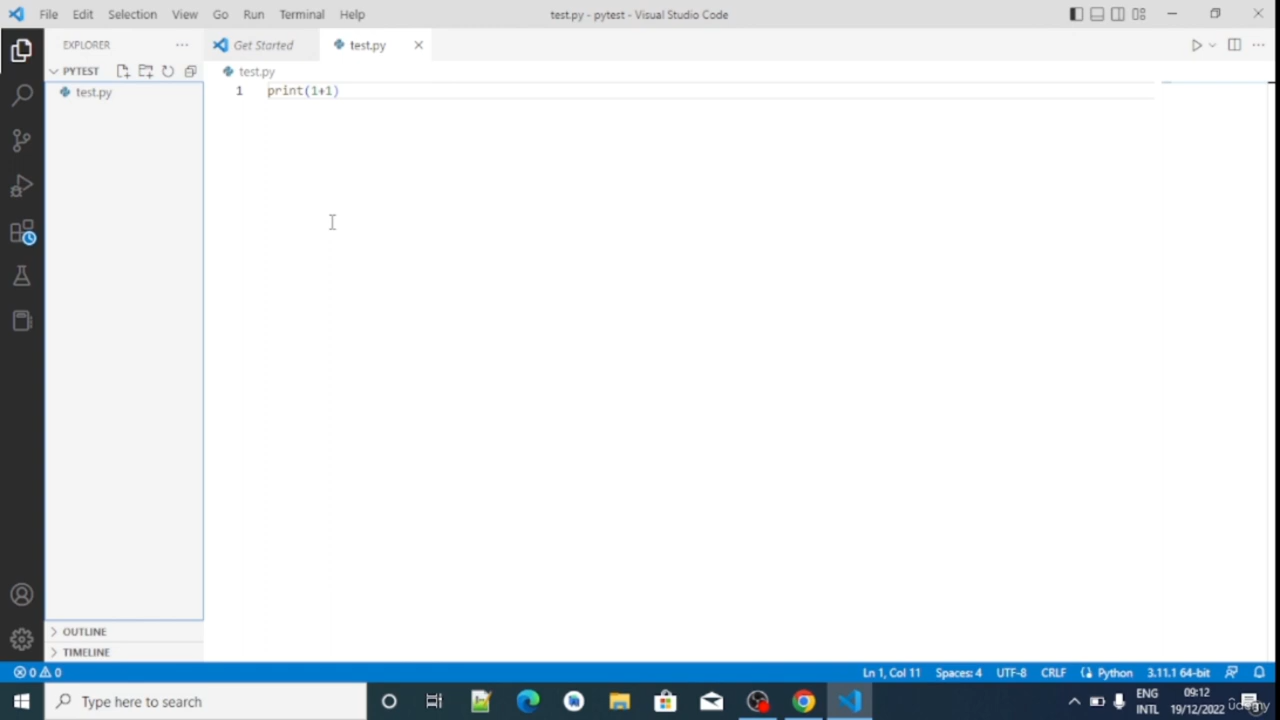 File Edit Selection View Go Run Terminal Help
test.py - pytest - Visual Studio Code
EXPLORER
Get Started
test.py
PYTEST
test.py
test.py
1 print(1+1)
OUTLINE
TIMELINE
0 0
Ln 1, Col 11 Spaces: 4 UTF-8 CRLF Python 3.11.1 64-bit
Type here to search
ENG
INTL
09:12
19/12/2022
udemy